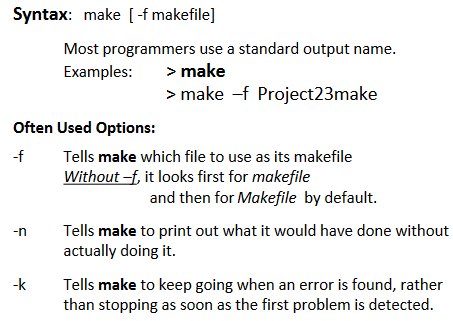 Syntax: make [ -f makefile]
Most programmers use a standard output name.
Examples: > make
> make –f Project23make
Often Used Options:
-f Tells make which file to use as its makefile
Without –f, it looks first for makefile
and then for Makefile by default.
-n Tells make to print out what it would have done without
actually doing it.
-k Tells make to keep going when an error is found, rather
than stopping as soon as the first problem is detected.